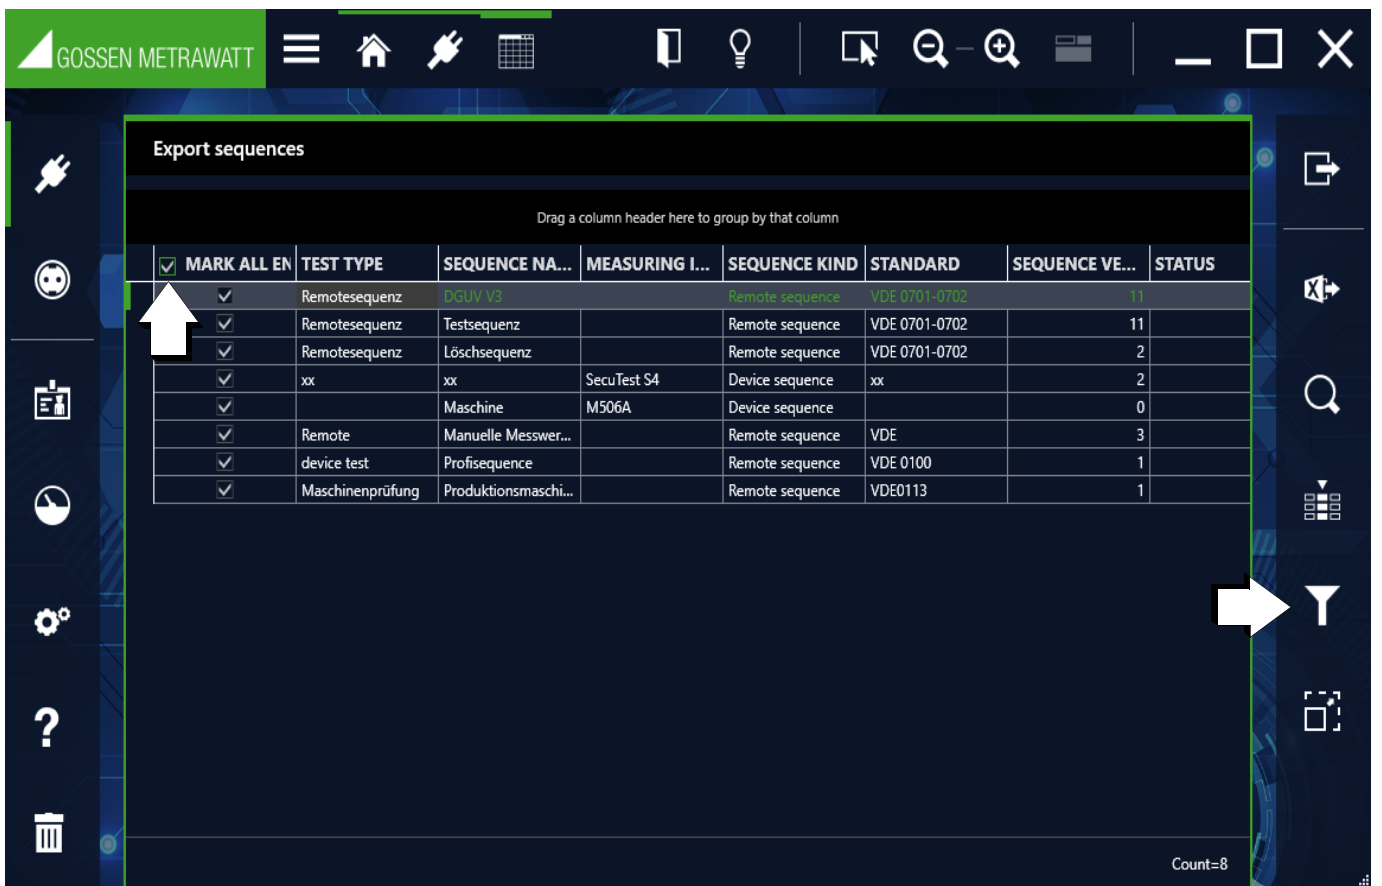 GOSSEN METRAWATT
Export sequences
Drag a column header here to group by that column
MARK ALL EN TEST TYPE SEQUENCE NA... MEASURING I... SEQUENCE KIND STANDARD SEQUENCE VE... STATUS
Remotesequenz DGUV V3 Remote sequence VDE 0701-0702 11
Remotesequenz Testsequenz Remote sequence VDE 0701-0702 11
Remotesequenz Löschsequenz Remote sequence VDE 0701-0702 2
xx xx SecuTest S4 Device sequence xx 2
Maschine M506A Device sequence 0
Remote Manuelle Messwer... Remote sequence VDE 3
device test Profisequence Remote sequence VDE 0100 1
Maschinenprüfung Produktionsmaschi... Remote sequence VDE0113 1
?
Count=8